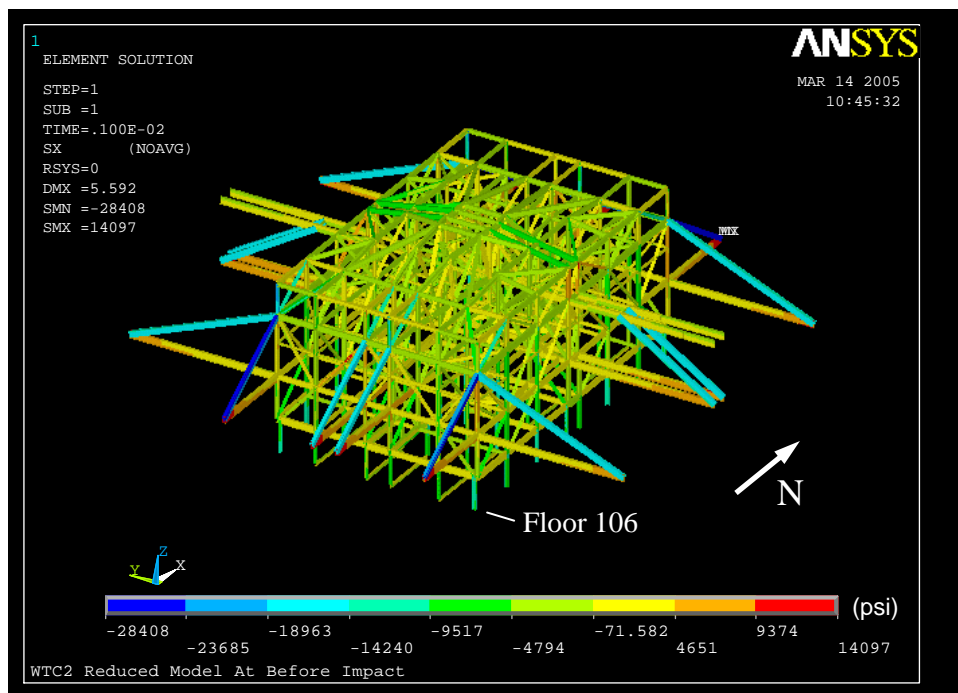 1
ANSYS
ELEMENT SOLUTION
MAR 14 2005
10:45:32
STEP=1
SUB =1
TIME=.100E-02
SX (NOAVG)
RSYS=0
DMX =5.592
SMN =-28408
SMX =14097
N
Floor 106
Z
Y X
(psi)
-28408 -18963 -9517 -71.582 9374
-23685 -14240 -4794 4651 14097
WTC2 Reduced Model At Before Impact